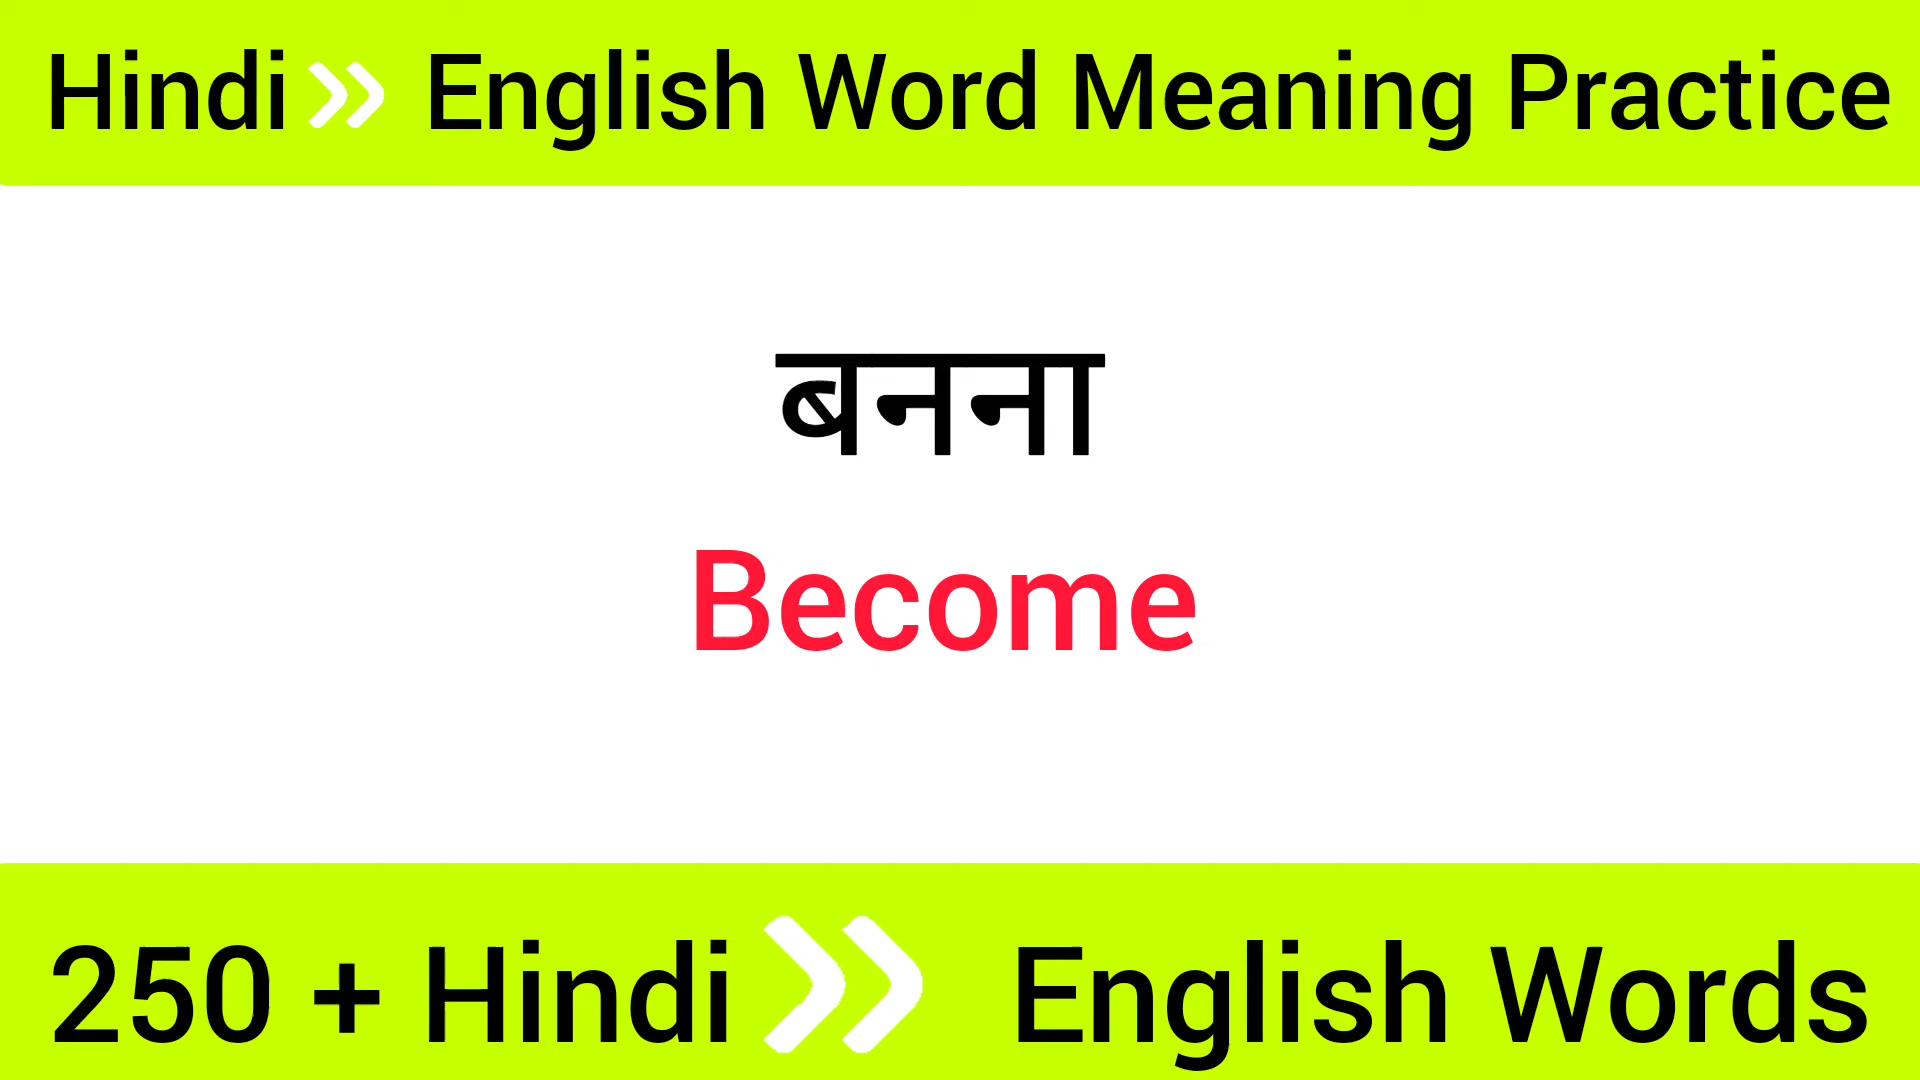 Hindi » English Word Meaning Practice
बनना
Become
250 + Hindi » English Words